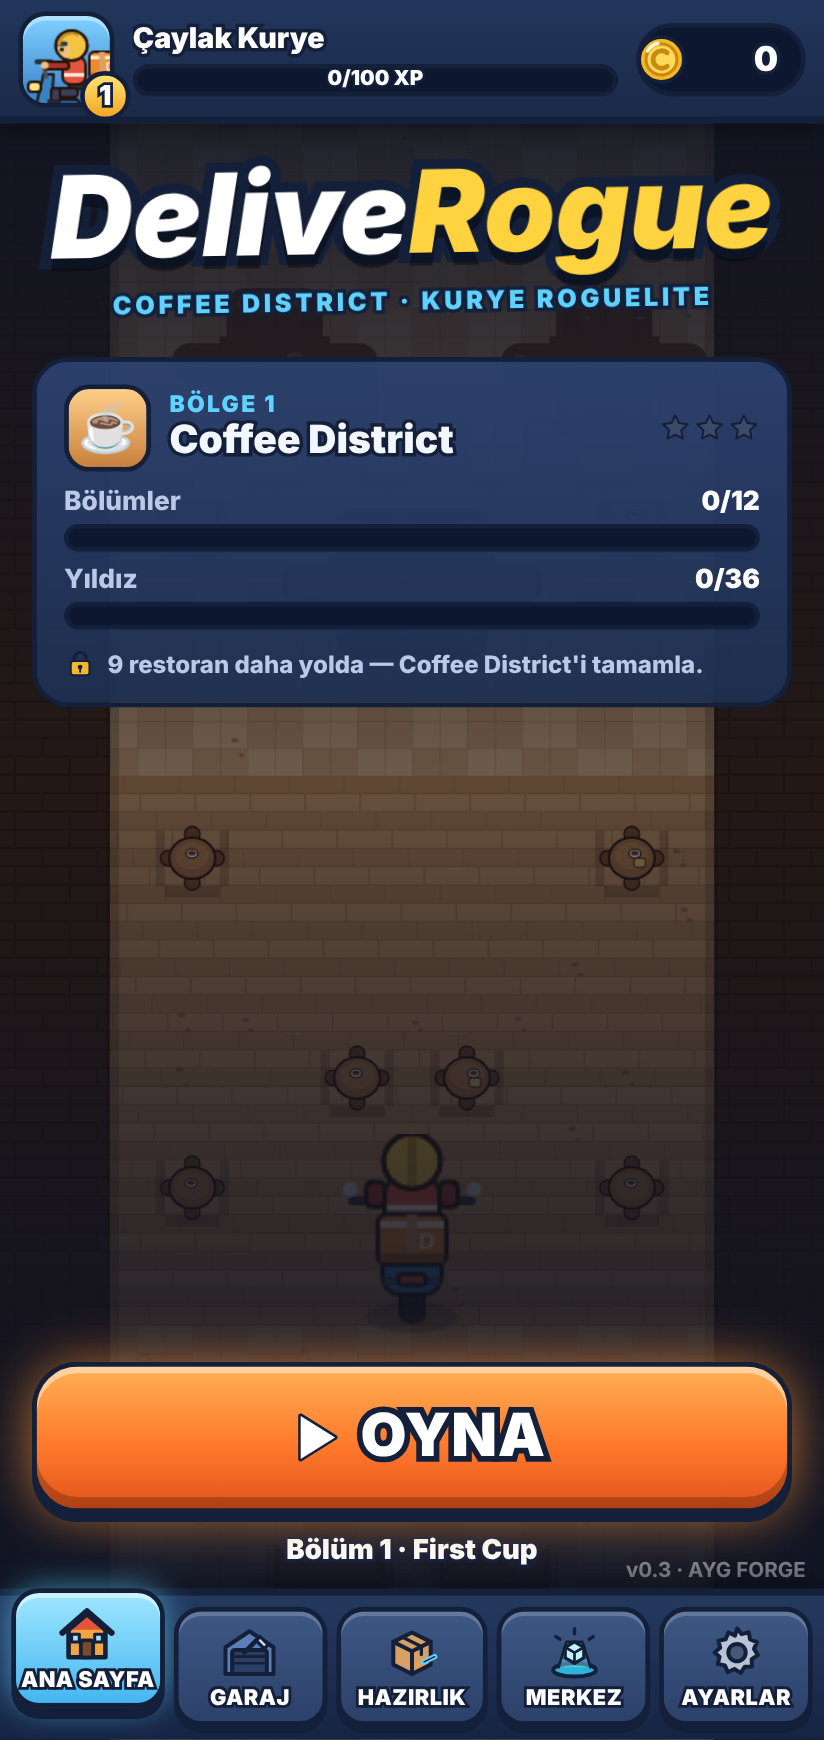 Çaylak Kurye
0/100 XP
1
0
DeliveRogue
COFFEE DISTRICT · KURYE ROGUELITE
BÖLGE 1
Coffee District
Bölümler
0/12
Yıldız
0/36
9 restoran daha yolda — Coffee District'i tamamla.
D
OYNA
Bölüm 1 · First Cup
v0.3 · AYG FORGE
ANA SAYFA
GARAJ
HAZIRLIK
MERKEZ
AYARLAR